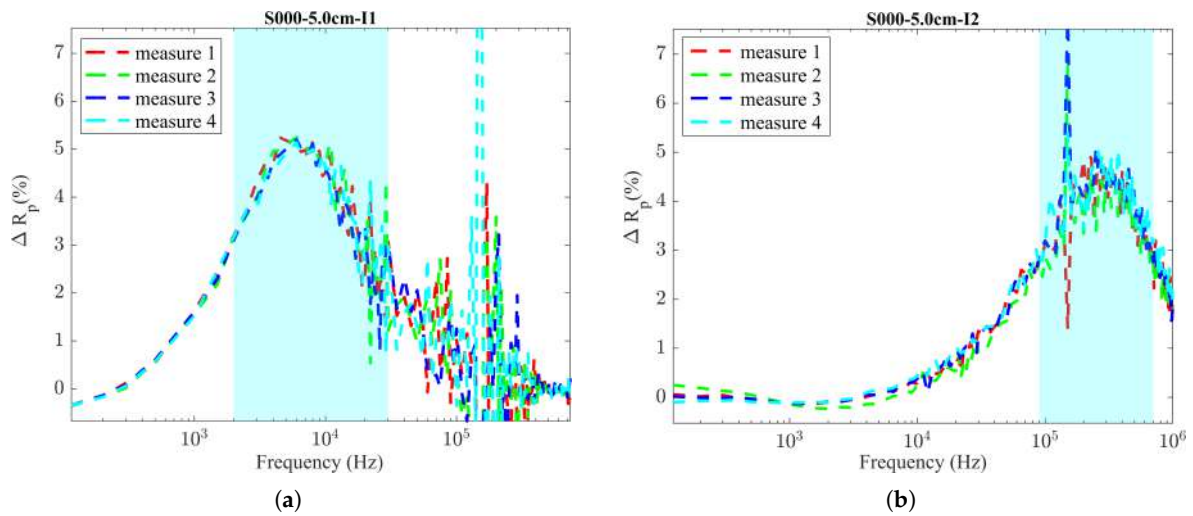 S000-5.0cm-I1
7
6
5
4
3
2
1
0
measure 1
measure 2
measure 3
measure 4
Δ R_p(%)
10^3
10^4
10^5
Frequency (Hz)
(a)
S000-5.0cm-I2
7
6
5
4
3
2
1
0
measure 1
measure 2
measure 3
measure 4
Δ R_p(%)
10^3
10^4
10^5
10^6
Frequency (Hz)
(b)